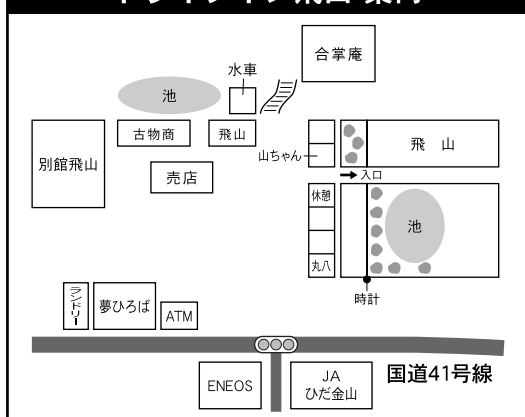 合掌庵
水車
池
古物商
飛山
山ちゃん
飛 山
入口
別館飛山
売店
休憩
池
丸八
時計
ランドリー
夢ひろば
ATM
国道41号線
ENEOS
JA
ひだ金山